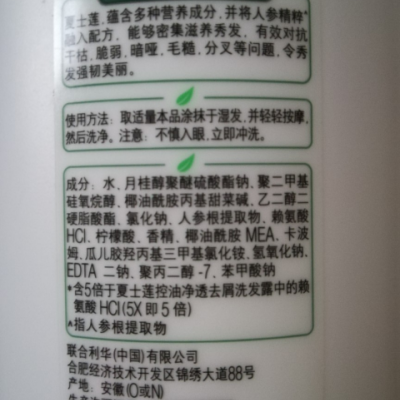 夏士莲,蕴含多种营养成分,并将人参精粹^
融入配方,能够密集滋养秀发,有效对抗
干枯、脆弱、暗哑、毛糙、分叉等问题,令秀
发强韧美丽。
使用方法:取适量本品涂抹于湿发,并轻轻按摩,
然后洗净。注意:不慎入眼,立即冲洗。
成分:水、月桂醇聚醚硫酸酯钠、聚二甲基
硅氧烷醇、椰油酰胺丙基甜菜碱、乙二醇二
硬脂酸酯、氯化钠、人参根提取物、赖氨酸
HCl、柠檬酸、香精、椰油酰胺 MEA、卡波
姆、瓜儿胶羟丙基三甲基氯化铵、氢氧化钠、
EDTA 二钠、聚丙二醇-7、苯甲酸钠
*含5倍于夏士莲控油净透去屑洗发露中的赖
氨酸HCl(5X即5倍)
^指人参根提取物
联合利华(中国)有限公司
合肥经济技术开发区锦绣大道88号
产地:安徽(O或N)